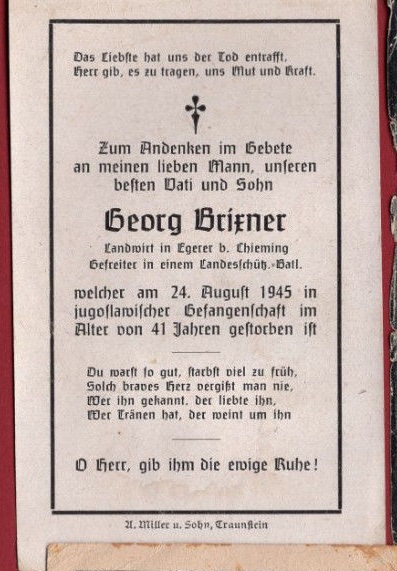 Das Liebste hat uns der Tod entrafft,
Herr gib, es zu tragen, uns Mut und Kraft.
Zum Andenken im Gebete
an meinen lieben Mann, unseren
besten Vati und Sohn
Georg Brixner
Landwirt in Egerer b. Chieming
Gefreiter in einem Landesschütz.-Batl.
welcher am 24. August 1945 in
jugoslawischer Gefangenschaft im
Alter von 41 Jahren gestorben ist
Du warst so gut, starbst viel zu früh,
Solch braves Herz vergißt man nie,
Wer ihn gekannt, der liebte ihn,
Wer Tränen hat, der weint um ihn
O Herr, gib ihm die ewige Ruhe!
A. Miller u. Sohn, Traunstein